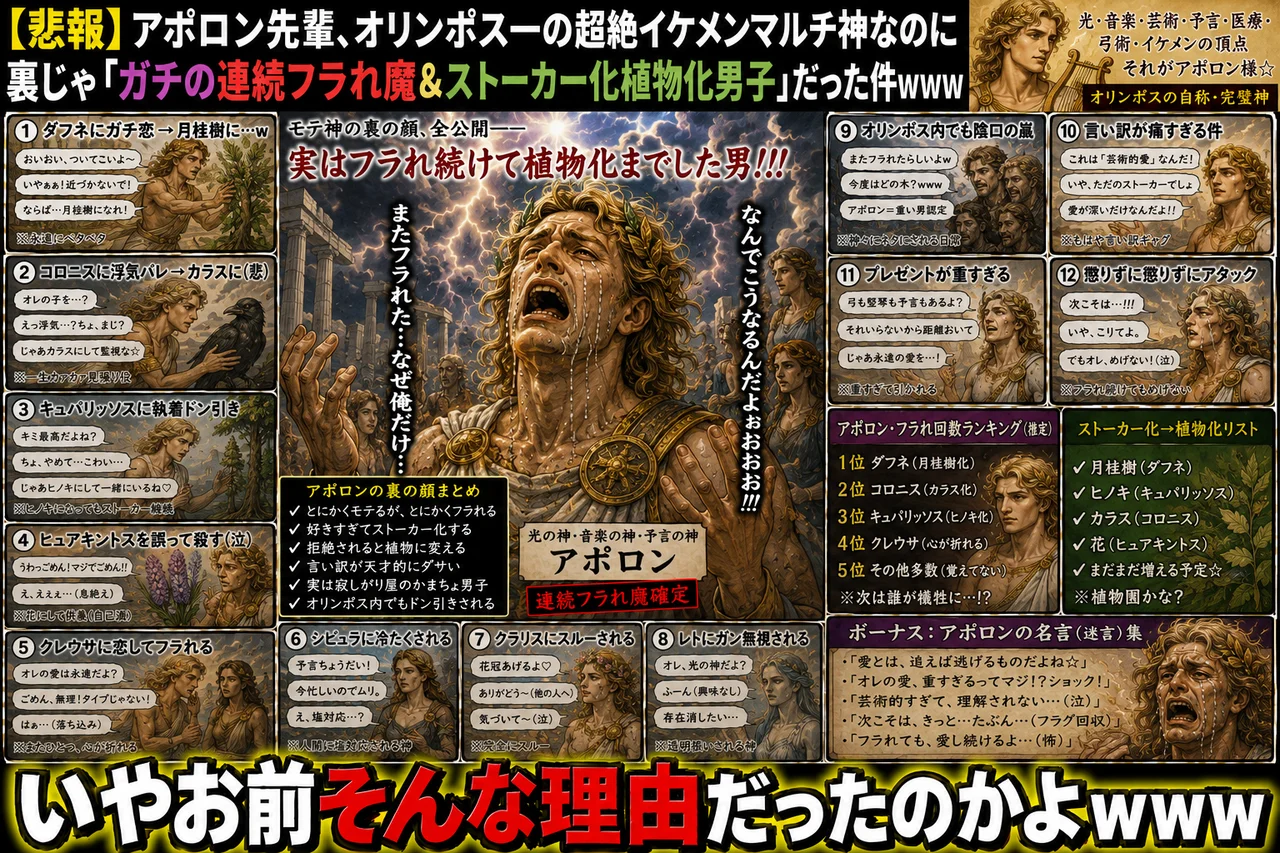 【悲報】アポロン先輩、オリンポス一の超絶イケメンマルチ神なのに
裏じゃ「ガチの連続フラれ魔&ストーカー化植物化男子」だった件www
光・音楽・芸術・予言・医療・
弓術・イケメンの頂点
それがアポロン様☆
オリンポスの自称・完璧神
① ダフネにガチ恋→月桂樹に…w
おいおい、ついてこいよ～
いやぁぁ!近づかないで!
ならば…月桂樹になれ!
※永遠にベタベタ
② コロニスに浮気バレ→カラスに(悲)
オレの子を…?
えっ浮気…?ちょ、まじ?
じゃあカラスにして監視な☆
※一生カァカァ見張り役
③ キュパリッソスに執着ドン引き
キミ最高だよね?
ちょ、やめて…こわい…
じゃあヒノキにして一緒にいるね♡
※ヒノキになってもストーカー継続
④ ヒュアキントスを誤って殺す(泣)
うわっごめん!マジでごめん!!
え、えぇぇ…(息絶え)
※花にして供養(自己満)
⑤ クレウサに恋してフラれる
オレの愛は永遠だよ?
ごめん、無理!タイプじゃない!
はぁ…(落ち込み)
※またひとつ、心が折れる
モテ神の裏の顔、全公開――
実はフラれ続けて植物化までした男!!!
またフラれた…なぜ俺だけ…
なんでこうなるんだよぉおおお!!!
アポロンの裏の顔まとめ
✓ とにかくモテるが、とにかくフラれる
✓ 好きすぎてストーカー化する
✓ 拒絶されると植物に変える
✓ 言い訳が天才的にダサい
✓ 実は寂しがり屋のかまちょ男子
✓ オリンポス内でもドン引きされる
光の神・音楽の神・予言の神
アポロン
連続フラれ魔確定
⑥ シビュラに冷たくされる
予言ちょうだい!
今忙しいのでムリ。
え、塩対応…?
※人間に塩対応される神
⑦ クラリスにスルーされる
花冠あげるよ♡
ありがとう～(他の人へ)
気づいて～(泣)
※完全にスルー
⑧ レトにガン無視される
オレ、光の神だよ?
ふーん(興味なし)
存在消したい…
※透明扱いされる神
⑨ オリンポス内でも陰口の嵐
またフラれたらしいよw
今度はどの木?www
アポロン=重い男認定
※神々にネタにされる日常
⑩ 言い訳が痛すぎる件
これは「芸術的愛」なんだ!
いや、ただのストーカーでしょ
愛が深いだけなんだよ!!
※もはや言い訳ギャグ
⑪ プレゼントが重すぎる
弓も竪琴も予言もあるよ?
それいらないから距離おいて
じゃあ永遠の愛を…!
※重すぎて引かれる
⑫ 懲りずに懲りずにアタック
次こそは…!!!
いや、こりてよ。
でもオレ、めげない!(泣)
※フラれ続けてもめげない
アポロン・フラれ回数ランキング(推定)
1位 ダフネ(月桂樹化)
2位 コロニス(カラス化)
3位 キュパリッソス(ヒノキ化)
4位 クレウサ(心が折れる)
5位 その他多数(覚えてない)
※次は誰が犠牲に…!?
ストーカー化→植物化リスト
✓ 月桂樹(ダフネ)
✓ ヒノキ(キュパリッソス)
✓ カラス(コロニス)
✓ 花(ヒュアキントス)
✓ まだまだ増える予定☆
※植物園かな?
ボーナス:アポロンの名言(迷言)集
・「愛とは、追えば逃げるものだよね☆」
・「オレの愛、重すぎるってマジ!?ショック!」
・「芸術的すぎて、理解されない…(泣)」
・「次こそは、きっと…たぶん…(フラグ回収)」
・「フラれても、愛し続けるよ…(怖)」
いやお前そんな理由だったのかよwww